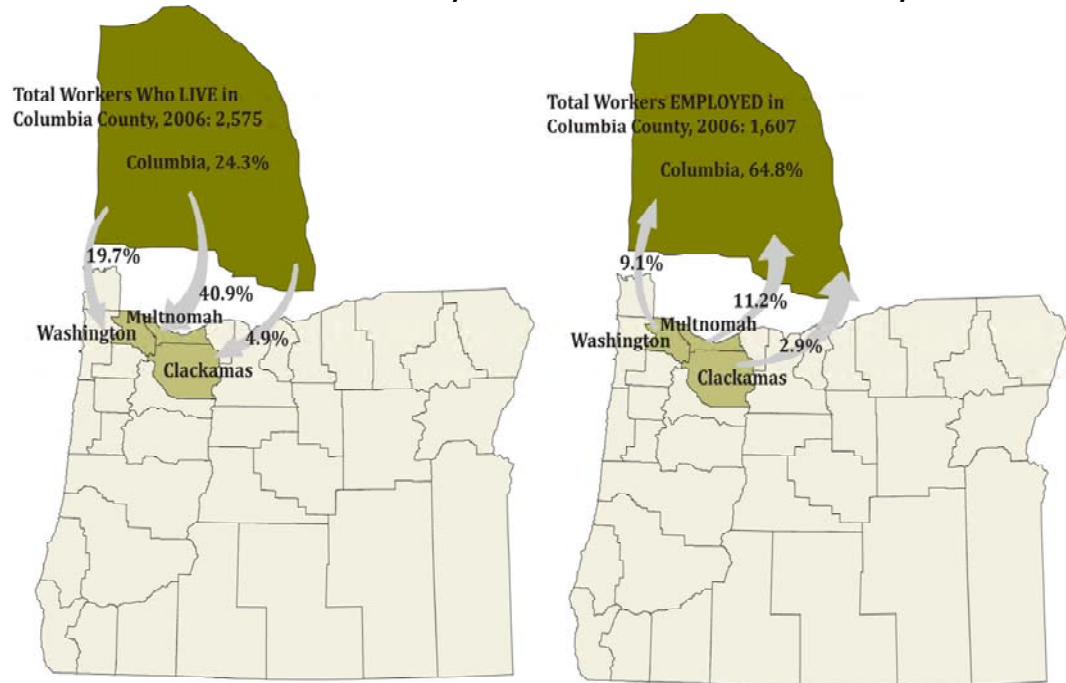 Total Workers Who LIVE in
Columbia County, 2006: 2,575
Columbia, 24.3%
19.7%
40.9%
Multnomah
Washington
4.9%
Clackamas
Total Workers EMPLOYED in
Columbia County, 2006: 1,607
Columbia, 64.8%
9.1%
11.2%
Multnomah
Washington
2.9%
Clackamas